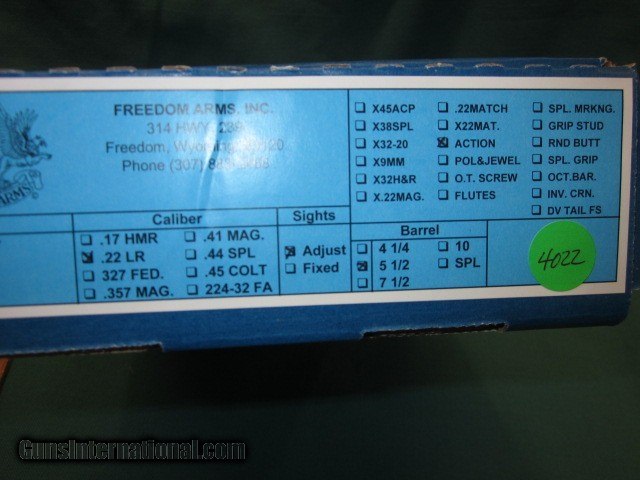 FREEDOM ARMS, INC.
314 HWY.
Freedom, Wyoming
Phone (307)
ARMS
☐ X45ACP ☐ .22MATCH ☐ SPL. MRKNG.
☐ X38SPL ☐ X22MAT. ☐ GRIP STUD
☐ X32-20 ☒ ACTION ☐ RND BUTT
☐ X9MM ☐ POL&JEWEL ☐ SPL. GRIP
☐ X32H&R ☐ O.T. SCREW ☐ OCT.BAR.
☐ X.22MAG. ☐ FLUTES ☐ INV. CRN.
☐ DV TAIL FS
Caliber
☐ .17 HMR ☐ .41 MAG.
☒ .22 LR ☐ .44 SPL
☐ 327 FED. ☐ .45 COLT
☐ .357 MAG. ☐ 224-32 FA
Sights
☒ Adjust
☐ Fixed
Barrel
☐ 4 1/4 ☐ 10
☒ 5 1/2 ☐ SPL
☐ 7 1/2
4022
GunsInternational.com